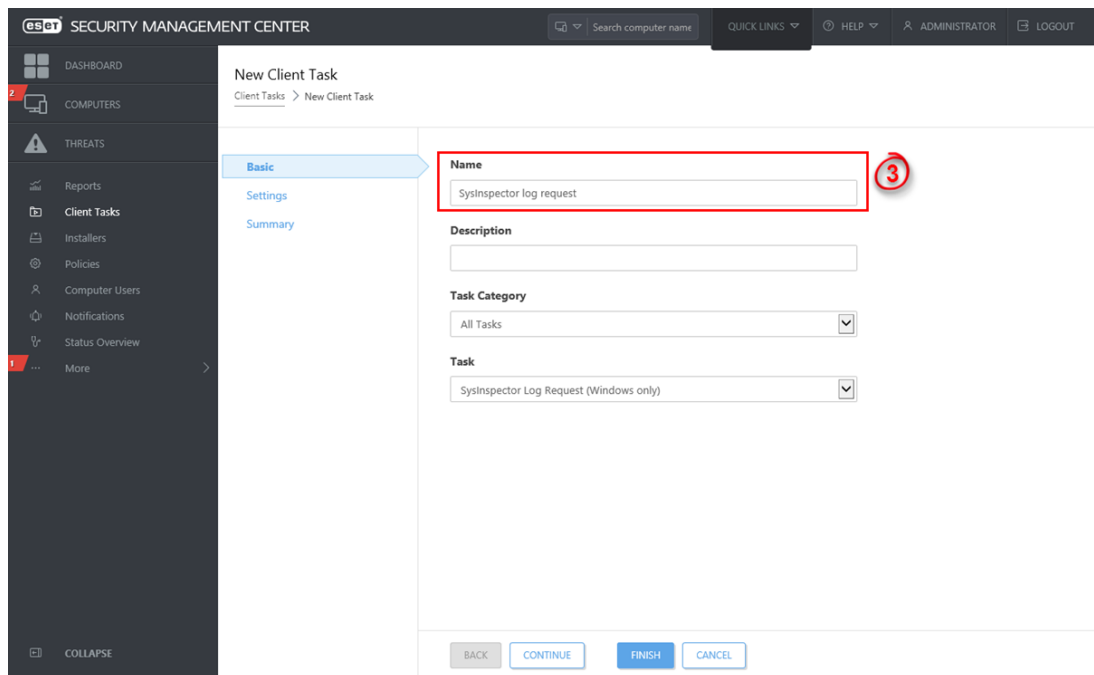 eset SECURITY MANAGEMENT CENTER
Search computer name
QUICK LINKS
HELP
ADMINISTRATOR
LOGOUT
DASHBOARD
2
COMPUTERS
THREATS
Reports
Client Tasks
Installers
Policies
Computer Users
Notifications
Status Overview
1
More
COLLAPSE
New Client Task
Client Tasks > New Client Task
Basic
Settings
Summary
Name
3
SysInspector log request
Description
Task Category
All Tasks
Task
SysInspector Log Request (Windows only)
BACK
CONTINUE
FINISH
CANCEL